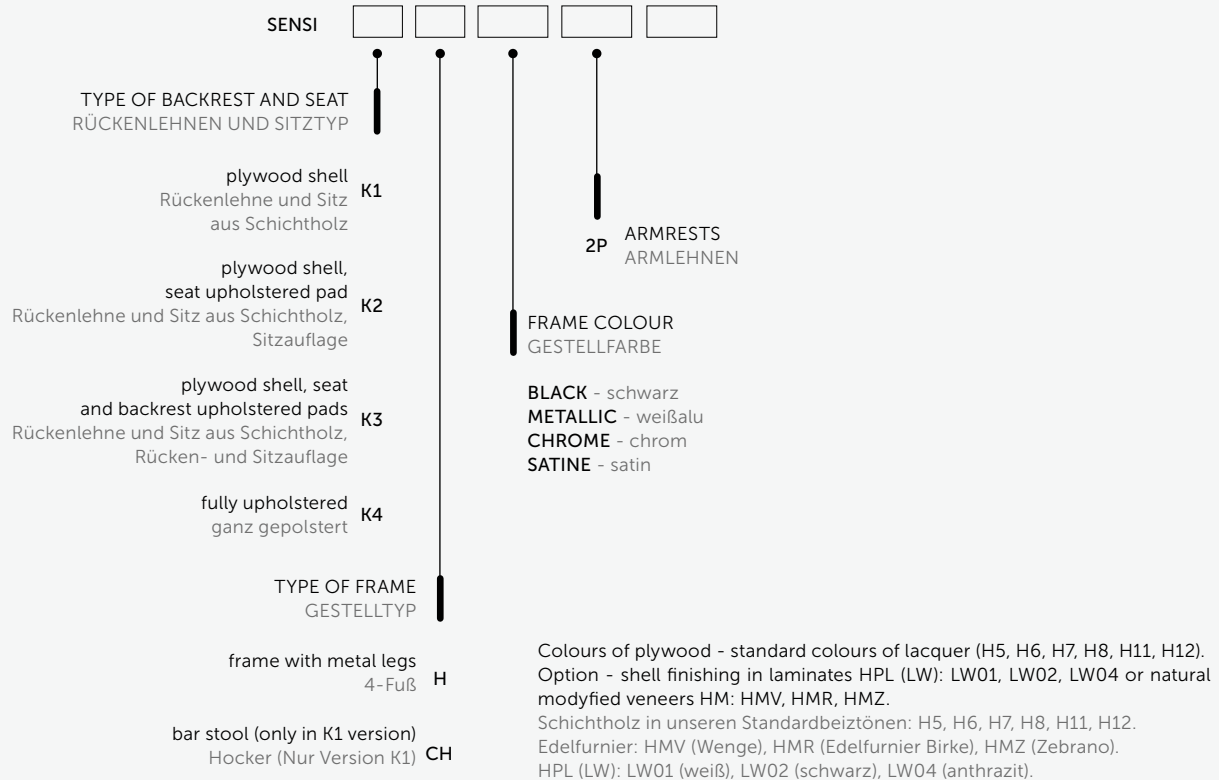 SENSI
TYPE OF BACKREST AND SEAT
RÜCKENLEHNEN UND SITZTYP
plywood shell
Rückenlehne und Sitz
aus Schichtholz
K1
plywood shell,
seat upholstered pad
Rückenlehne und Sitz aus Schichtholz,
Sitzauflage
K2
plywood shell, seat
and backrest upholstered pads
Rückenlehne und Sitz aus Schichtholz,
Rücken- und Sitzauflage
K3
fully upholstered
ganz gepolstert
K4
TYPE OF FRAME
GESTELLTYP
frame with metal legs
4-Fuß
H
bar stool (only in K1 version)
Hocker (Nur Version K1)
CH
FRAME COLOUR
GESTELLFARBE
BLACK - schwarz
METALLIC - weißalu
CHROME - chrom
SATINE - satin
2P
ARMRESTS
ARMLEHNEN
Colours of plywood - standard colours of lacquer (H5, H6, H7, H8, H11, H12).
Option - shell finishing in laminates HPL (LW): LW01, LW02, LW04 or natural
modyfied veneers HM: HMV, HMR, HMZ.
Schichtholz in unseren Standardbeiztönen: H5, H6, H7, H8, H11, H12.
Edelfurnier: HMV (Wenge), HMR (Edelfurnier Birke), HMZ (Zebrano).
HPL (LW): LW01 (weiß), LW02 (schwarz), LW04 (anthrazit).